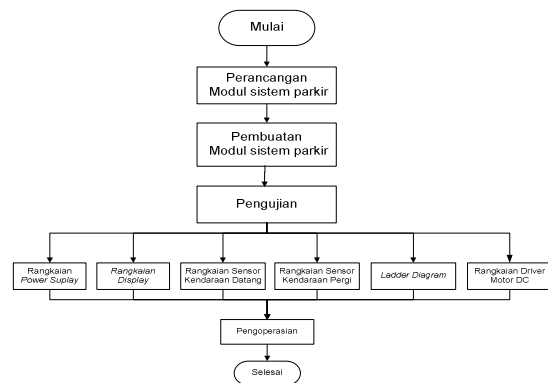 Mulai
Perancangan
Modul sistem parkir
Pembuatan
Modul sistem parkir
Pengujian
Rangkaian
Power Suplay
Rangkaian
Display
Rangkaian Sensor
Kendaraan Datang
Rangkaian Sensor
Kendaraan Pergi
Ladder Diagram
Rangkaian Driver
Motor DC
Pengoperasian
Selesai